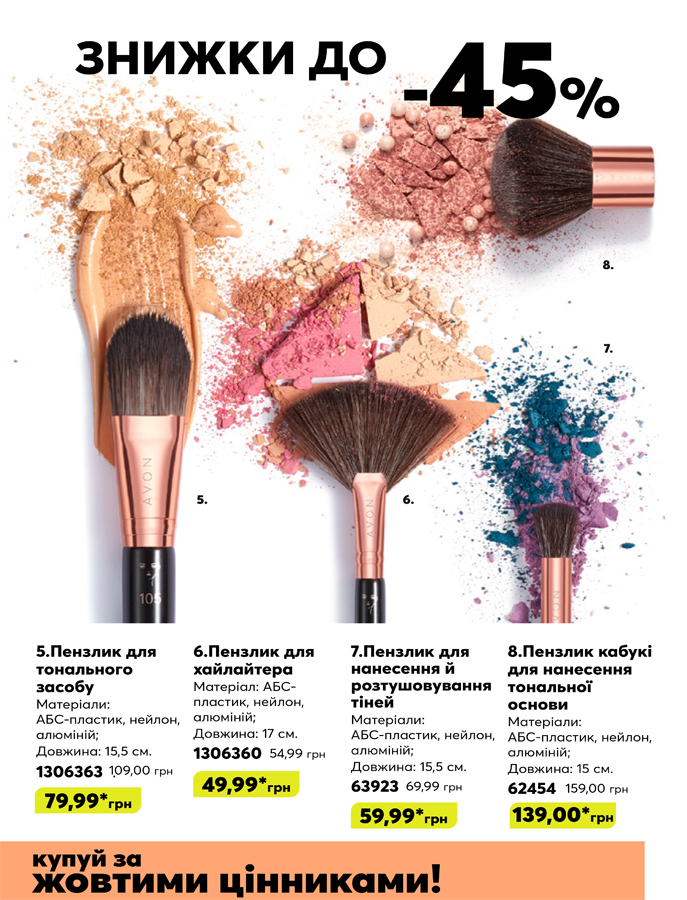 ЗНИЖКИ ДО -45%
8.
7.
5.
6.
AVON
AVON
AVON
105
5.Пензлик для
тонального
засобу
Матеріали:
АБС-пластик, нейлон,
алюміній;
Довжина: 15,5 см.
1306363 109,00 грн
79,99*грн
6.Пензлик для
хайлайтера
Матеріал: АБС-
пластик, нейлон,
алюміній;
Довжина: 17 см.
1306360 54,99 грн
49,99*грн
7.Пензлик для
нанесення й
розтушовування
тіней
Матеріали:
АБС-пластик, нейлон,
алюміній;
Довжина: 15,5 см.
63923 69,99 грн
59,99*грн
8.Пензлик кабукі
для нанесення
тональної
основи
Матеріали:
АБС-пластик, нейлон,
алюміній;
Довжина: 15 см.
62454 159,00 грн
139,00*грн
купуй за
жовтими цінниками!